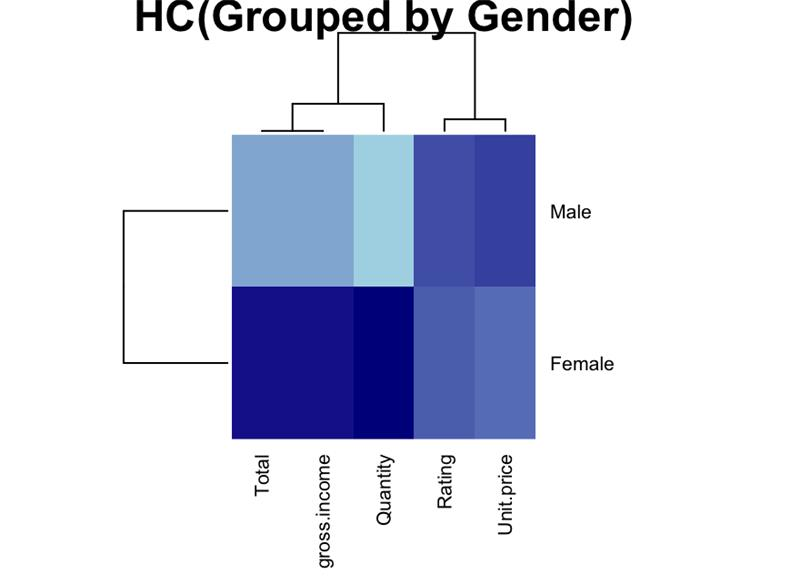 HC(Grouped by Gender)
Male
Female
Total
gross.income
Quantity
Rating
Unit.price